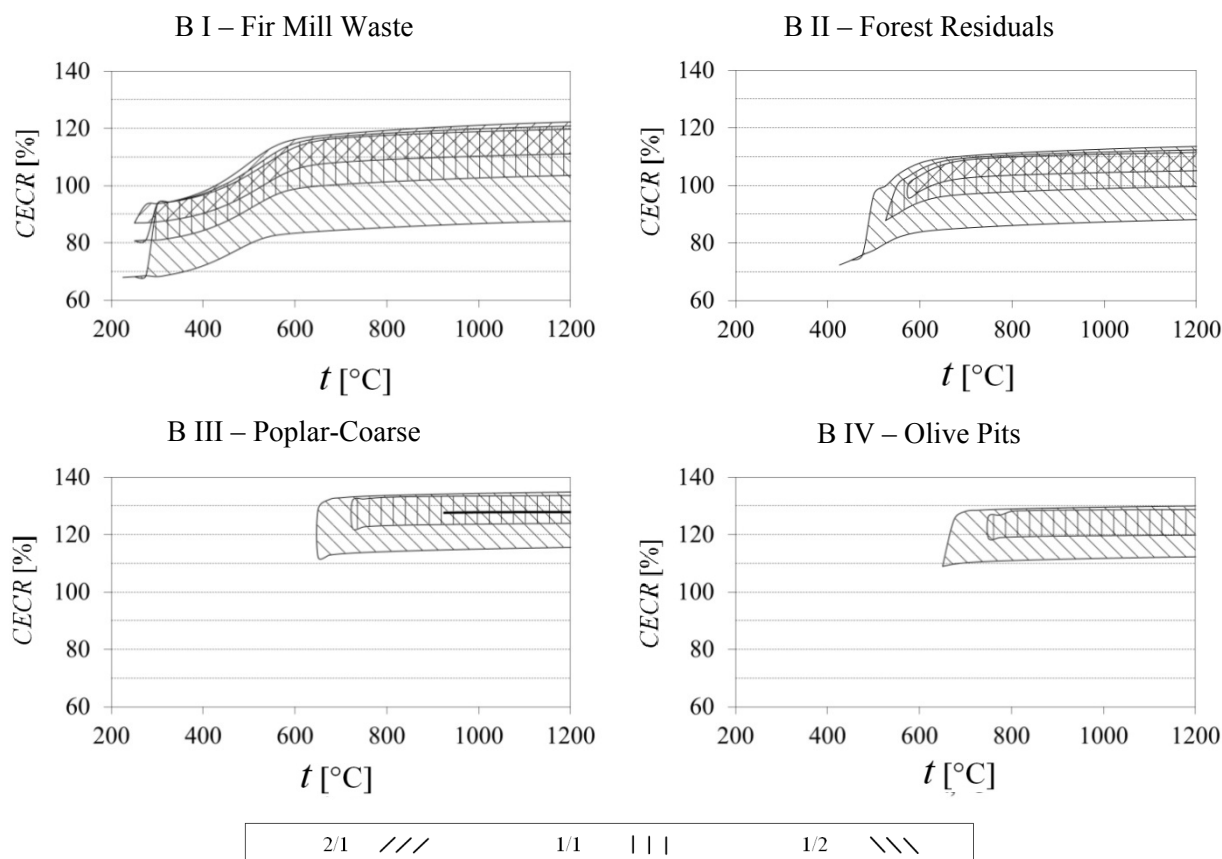 B I – Fir Mill Waste
140
120
100
80
60
CECR [%]
200 400 600 800 1000 1200
t [°C]
B II – Forest Residuals
140
120
100
80
60
CECR [%]
200 400 600 800 1000 1200
t [°C]
B III – Poplar-Coarse
140
120
100
80
60
CECR [%]
200 400 600 800 1000 1200
t [°C]
B IV – Olive Pits
140
120
100
80
60
CECR [%]
200 400 600 800 1000 1200
t [°C]
2/1 1/1 1/2